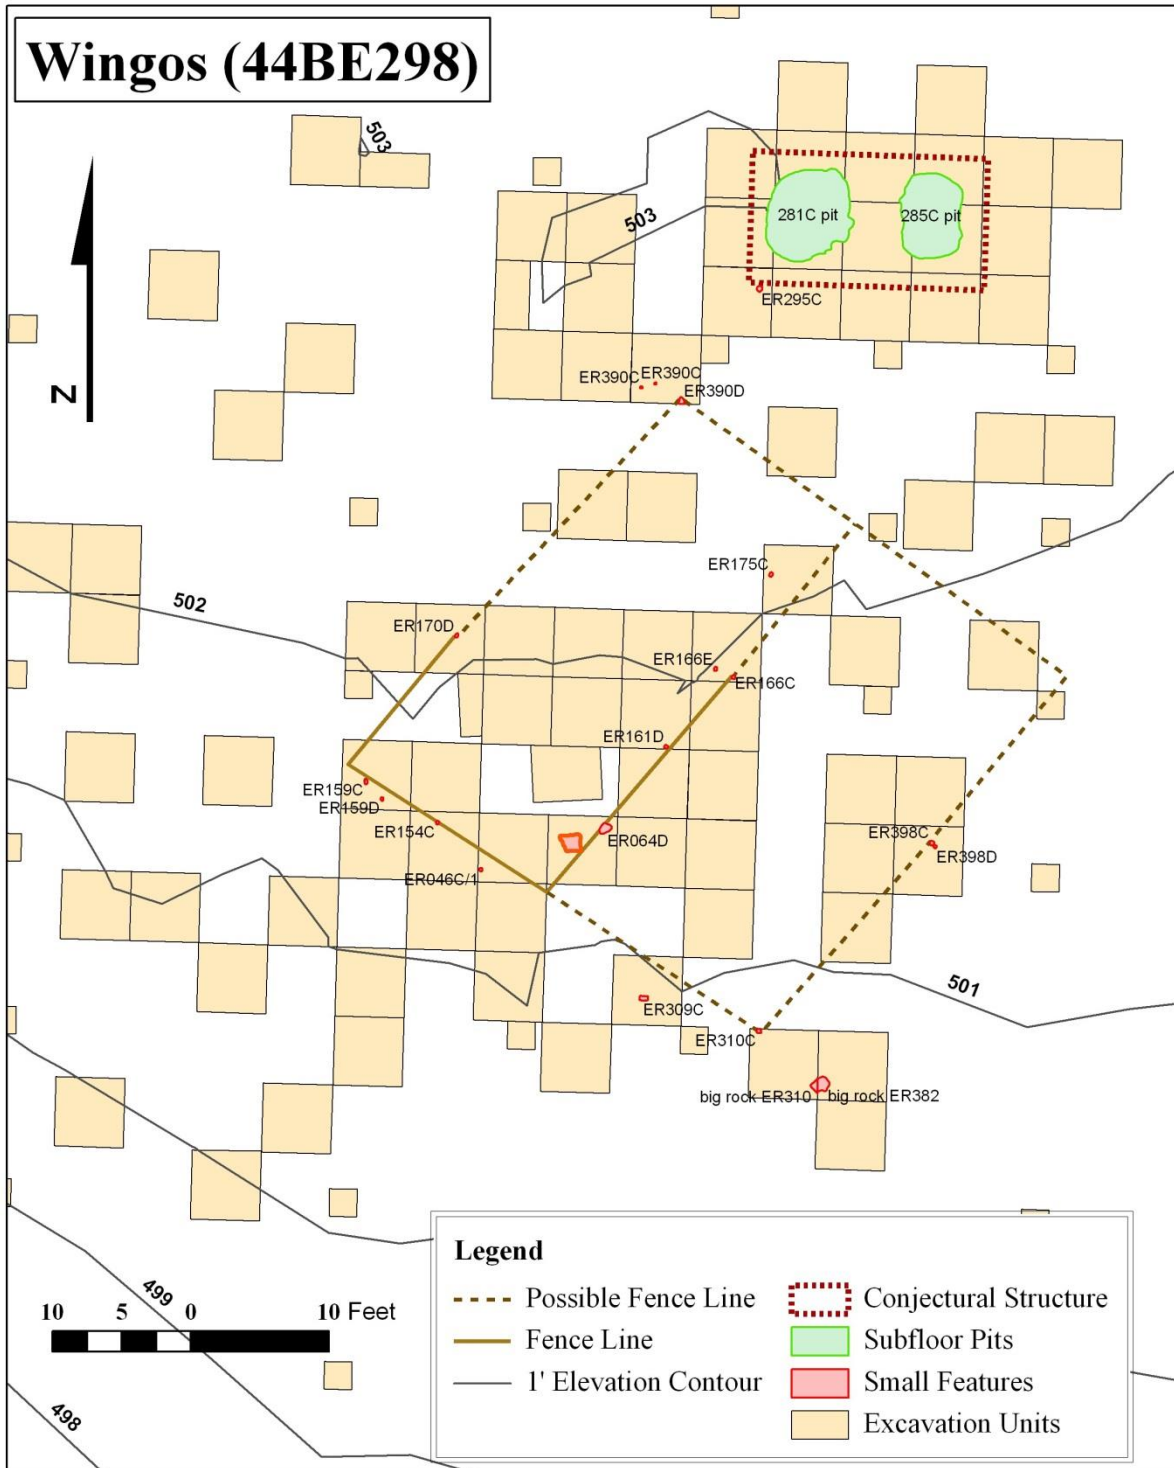 Wingos (44BE298)
503
503
281C pit
285C pit
ER295C
N
ER390C
ER390C
ER390D
ER175C
502
ER170D
ER166E
ER166C
ER161D
ER159C
ER159D
ER154C
ER064D
ER398C
ER398D
ER046C/1
501
ER309C
ER310C
big rock ER310
big rock ER382
499
498
10 5 0 10 Feet
Legend
Possible Fence Line
Fence Line
1' Elevation Contour
Conjectural Structure
Subfloor Pits
Small Features
Excavation Units